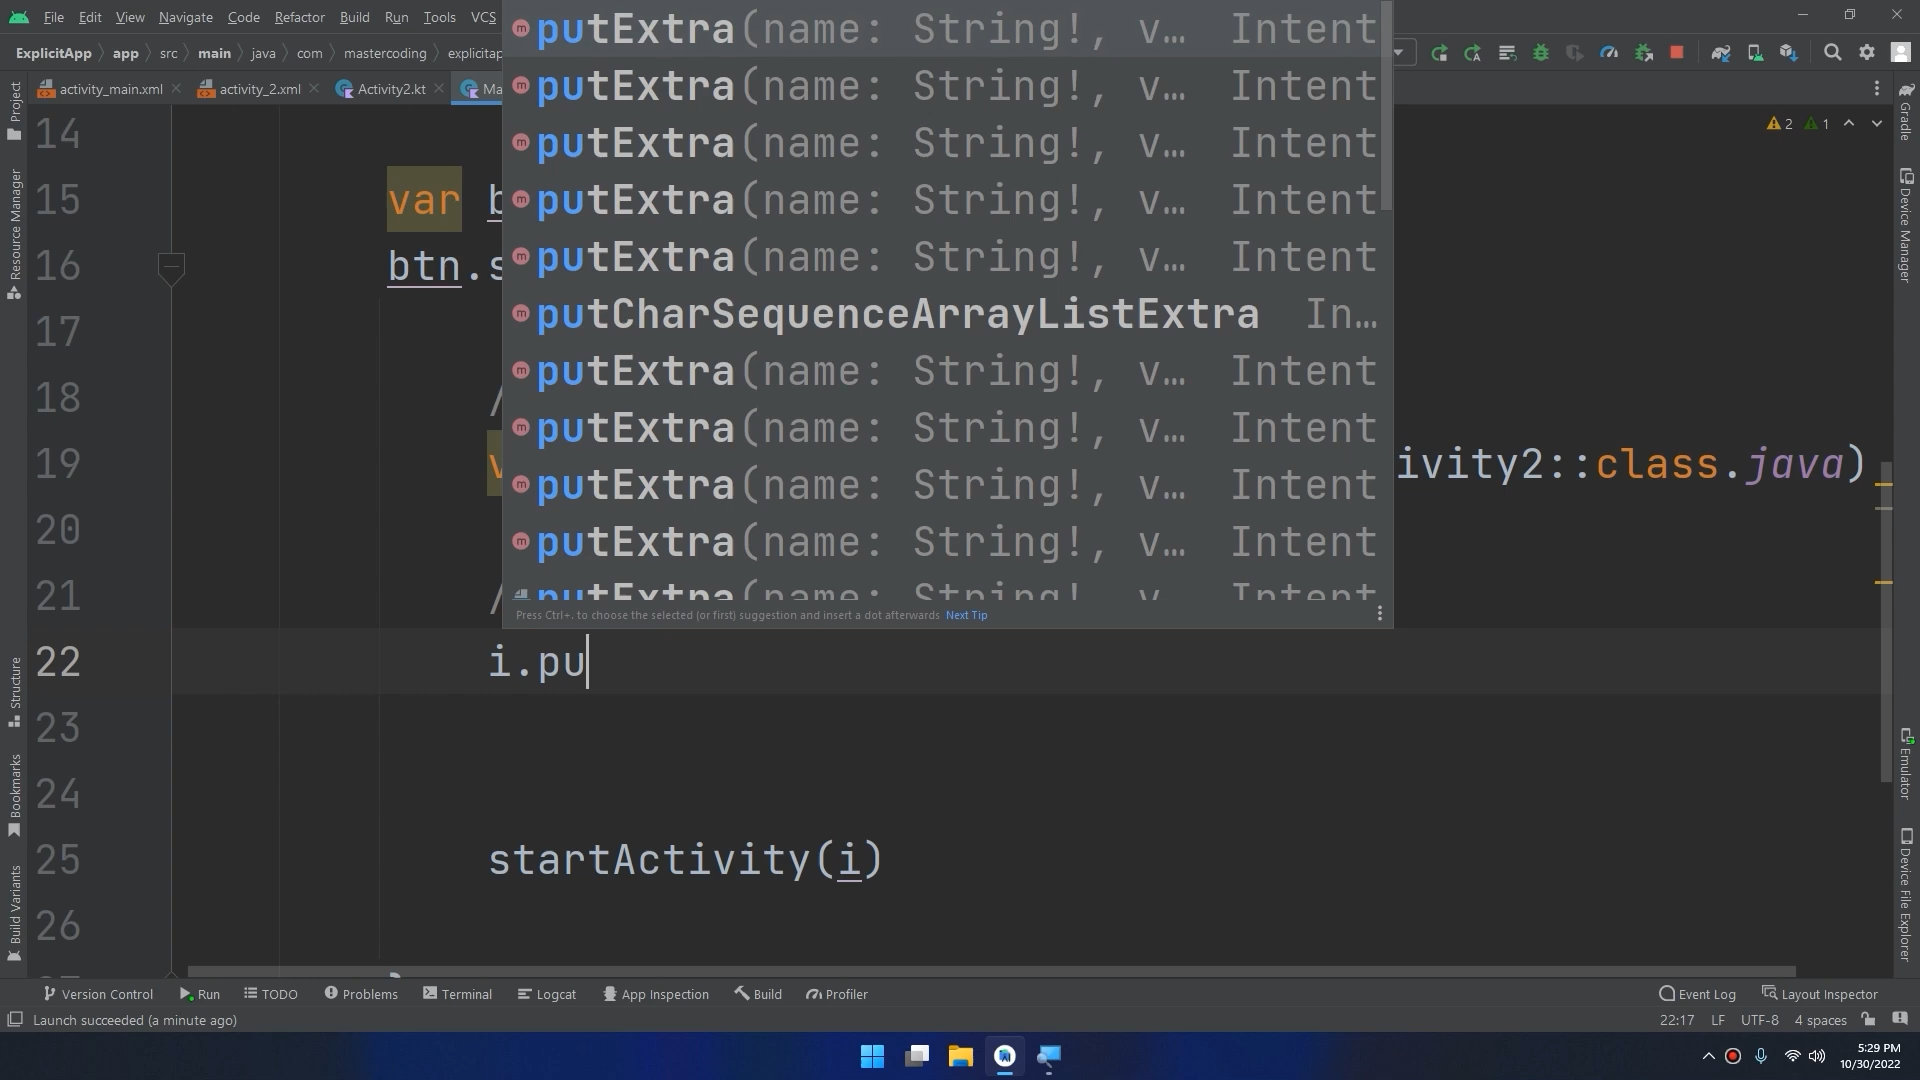 File Edit View Navigate Code Refactor Build Run Tools VCS
ExplicitApp app src main java com mastercoding
activity_main.xml activity_2.xml Activity2.kt
Project
Resource Manager
Structure
Bookmarks
Build Variants
Gradle
Device Manager
Emulator
Device File Explorer
2 1
putExtra(name: String!, v… Intent
putExtra(name: String!, v… Intent
putExtra(name: String!, v… Intent
putExtra(name: String!, v… Intent
putExtra(name: String!, v… Intent
putCharSequenceArrayListExtra In…
putExtra(name: String!, v… Intent
putExtra(name: String!, v… Intent
putExtra(name: String!, v… Intent
putExtra(name: String!, v… Intent
putExtra(name: String!, v Intent
Press Ctrl+. to choose the selected (or first) suggestion and insert a dot afterwards Next Tip
14
15 var
16 btn.s
17
18 /
19 ivity2::class.java)
20
21 /
22 i.pu
23
24
25 startActivity(i)
26
Version Control Run TODO Problems Terminal Logcat App Inspection Build Profiler Event Log Layout Inspector
Launch succeeded (a minute ago) 22:17 LF UTF-8 4 spaces
5:29 PM
10/30/2022